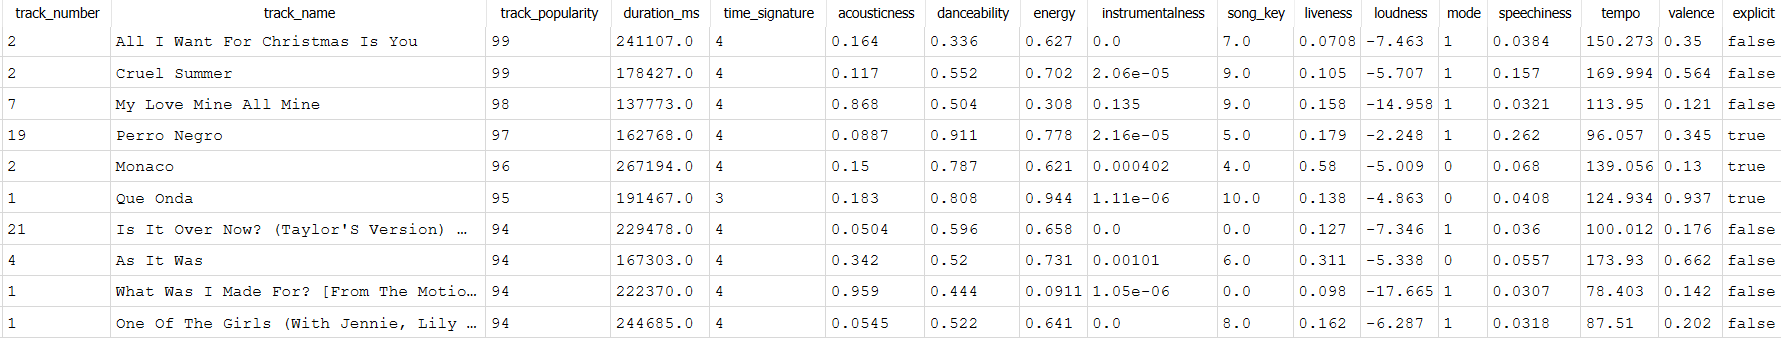 track_number track_name track_popularity duration_ms time_signature acousticness danceability energy instrumentalness song_key liveness loudness mode speechiness tempo valence explicit
2 All I Want For Christmas Is You 99 241107.0 4 0.164 0.336 0.627 0.0 7.0 0.0708 -7.463 1 0.0384 150.273 0.35 false
2 Cruel Summer 99 178427.0 4 0.117 0.552 0.702 2.06e-05 9.0 0.105 -5.707 1 0.157 169.994 0.564 false
7 My Love Mine All Mine 98 137773.0 4 0.868 0.504 0.308 0.135 9.0 0.158 -14.958 1 0.0321 113.95 0.121 false
19 Perro Negro 97 162768.0 4 0.0887 0.911 0.778 2.16e-05 5.0 0.179 -2.248 1 0.262 96.057 0.345 true
2 Monaco 96 267194.0 4 0.15 0.787 0.621 0.000402 4.0 0.58 -5.009 0 0.068 139.056 0.13 true
1 Que Onda 95 191467.0 3 0.183 0.808 0.944 1.11e-06 10.0 0.138 -4.863 0 0.0408 124.934 0.937 true
21 Is It Over Now? (Taylor'S Version) … 94 229478.0 4 0.0504 0.596 0.658 0.0 0.0 0.127 -7.346 1 0.036 100.012 0.176 false
4 As It Was 94 167303.0 4 0.342 0.52 0.731 0.00101 6.0 0.311 -5.338 0 0.0557 173.93 0.662 false
1 What Was I Made For? [From The Motio… 94 222370.0 4 0.959 0.444 0.0911 1.05e-06 0.0 0.098 -17.665 1 0.0307 78.403 0.142 false
1 One Of The Girls (With Jennie, Lily … 94 244685.0 4 0.0545 0.522 0.641 0.0 8.0 0.162 -6.287 1 0.0318 87.51 0.202 false